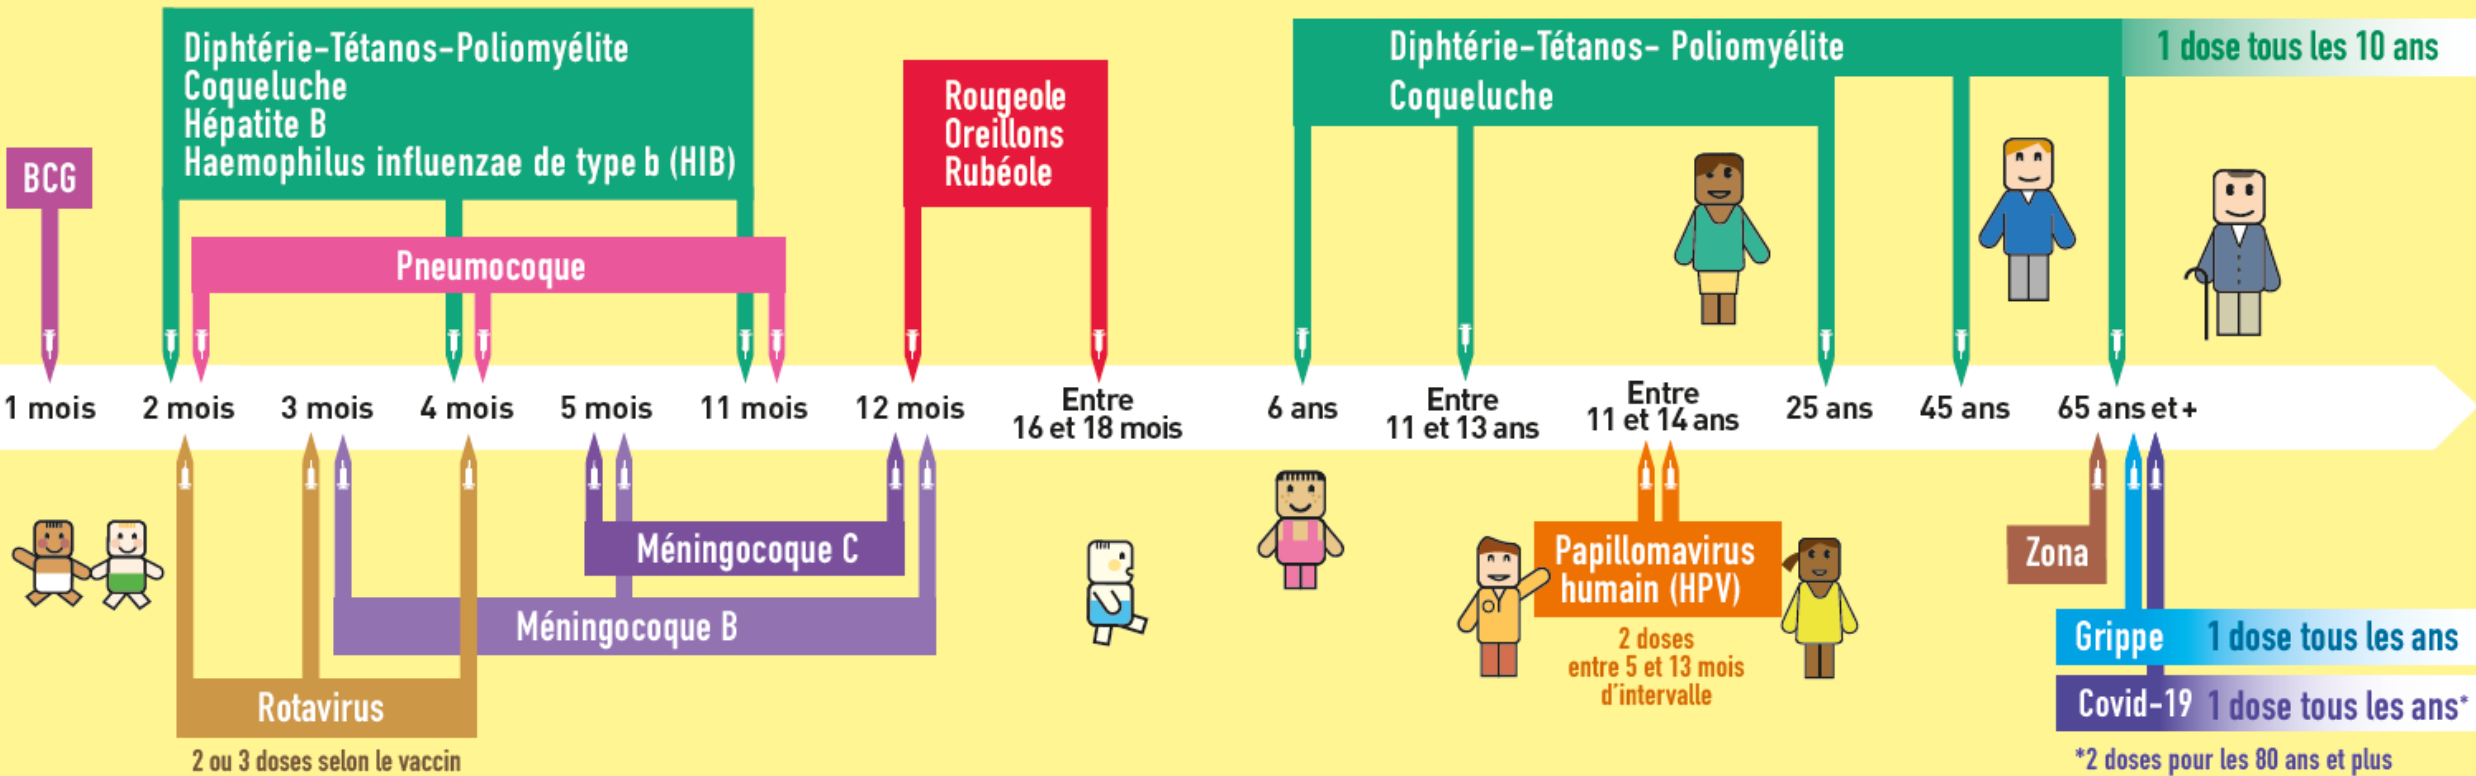 BCG
Diphtérie-Tétanos-Poliomyélite
Coqueluche
Hépatite B
Haemophilus influenzae de type b (HIB)
Pneumocoque
Rougeole
Oreillons
Rubéole
Diphtérie-Tétanos- Poliomyélite
Coqueluche
1 dose tous les 10 ans
1 mois
2 mois
3 mois
4 mois
5 mois
11 mois
12 mois
Entre
16 et 18 mois
6 ans
Entre
11 et 13 ans
Entre
11 et 14 ans
25 ans
45 ans
65 ans et +
Méningocoque C
Méningocoque B
Rotavirus
2 ou 3 doses selon le vaccin
Papillomavirus
humain (HPV)
2 doses
entre 5 et 13 mois
d'intervalle
Zona
Grippe 1 dose tous les ans
Covid-19 1 dose tous les ans*
*2 doses pour les 80 ans et plus